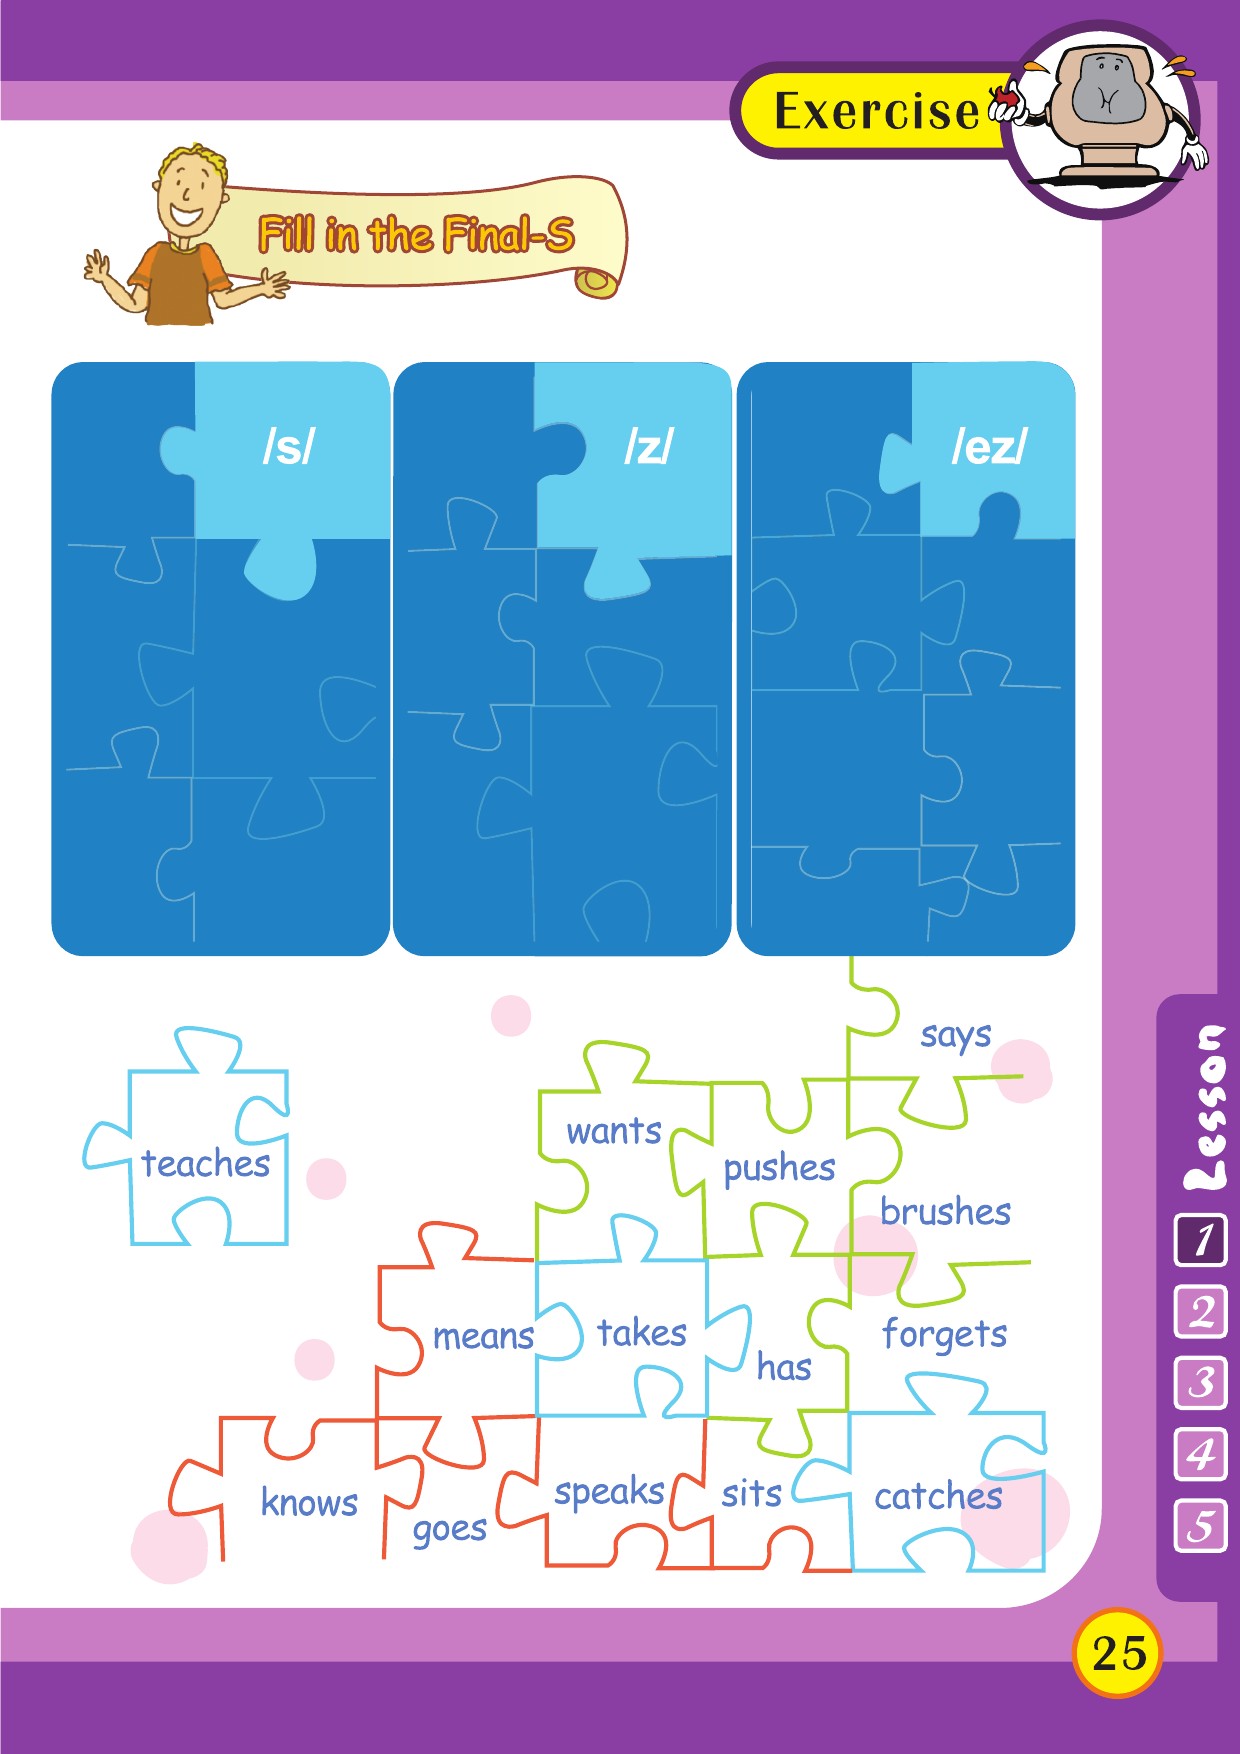 Exercise
Fill in the Final-S
/s/
/z/
/ez/
says
wants
teaches
pushes
brushes
means
takes
has
forgets
knows
goes
speaks
sits
catches
Lesson
1
2
3
4
5
25